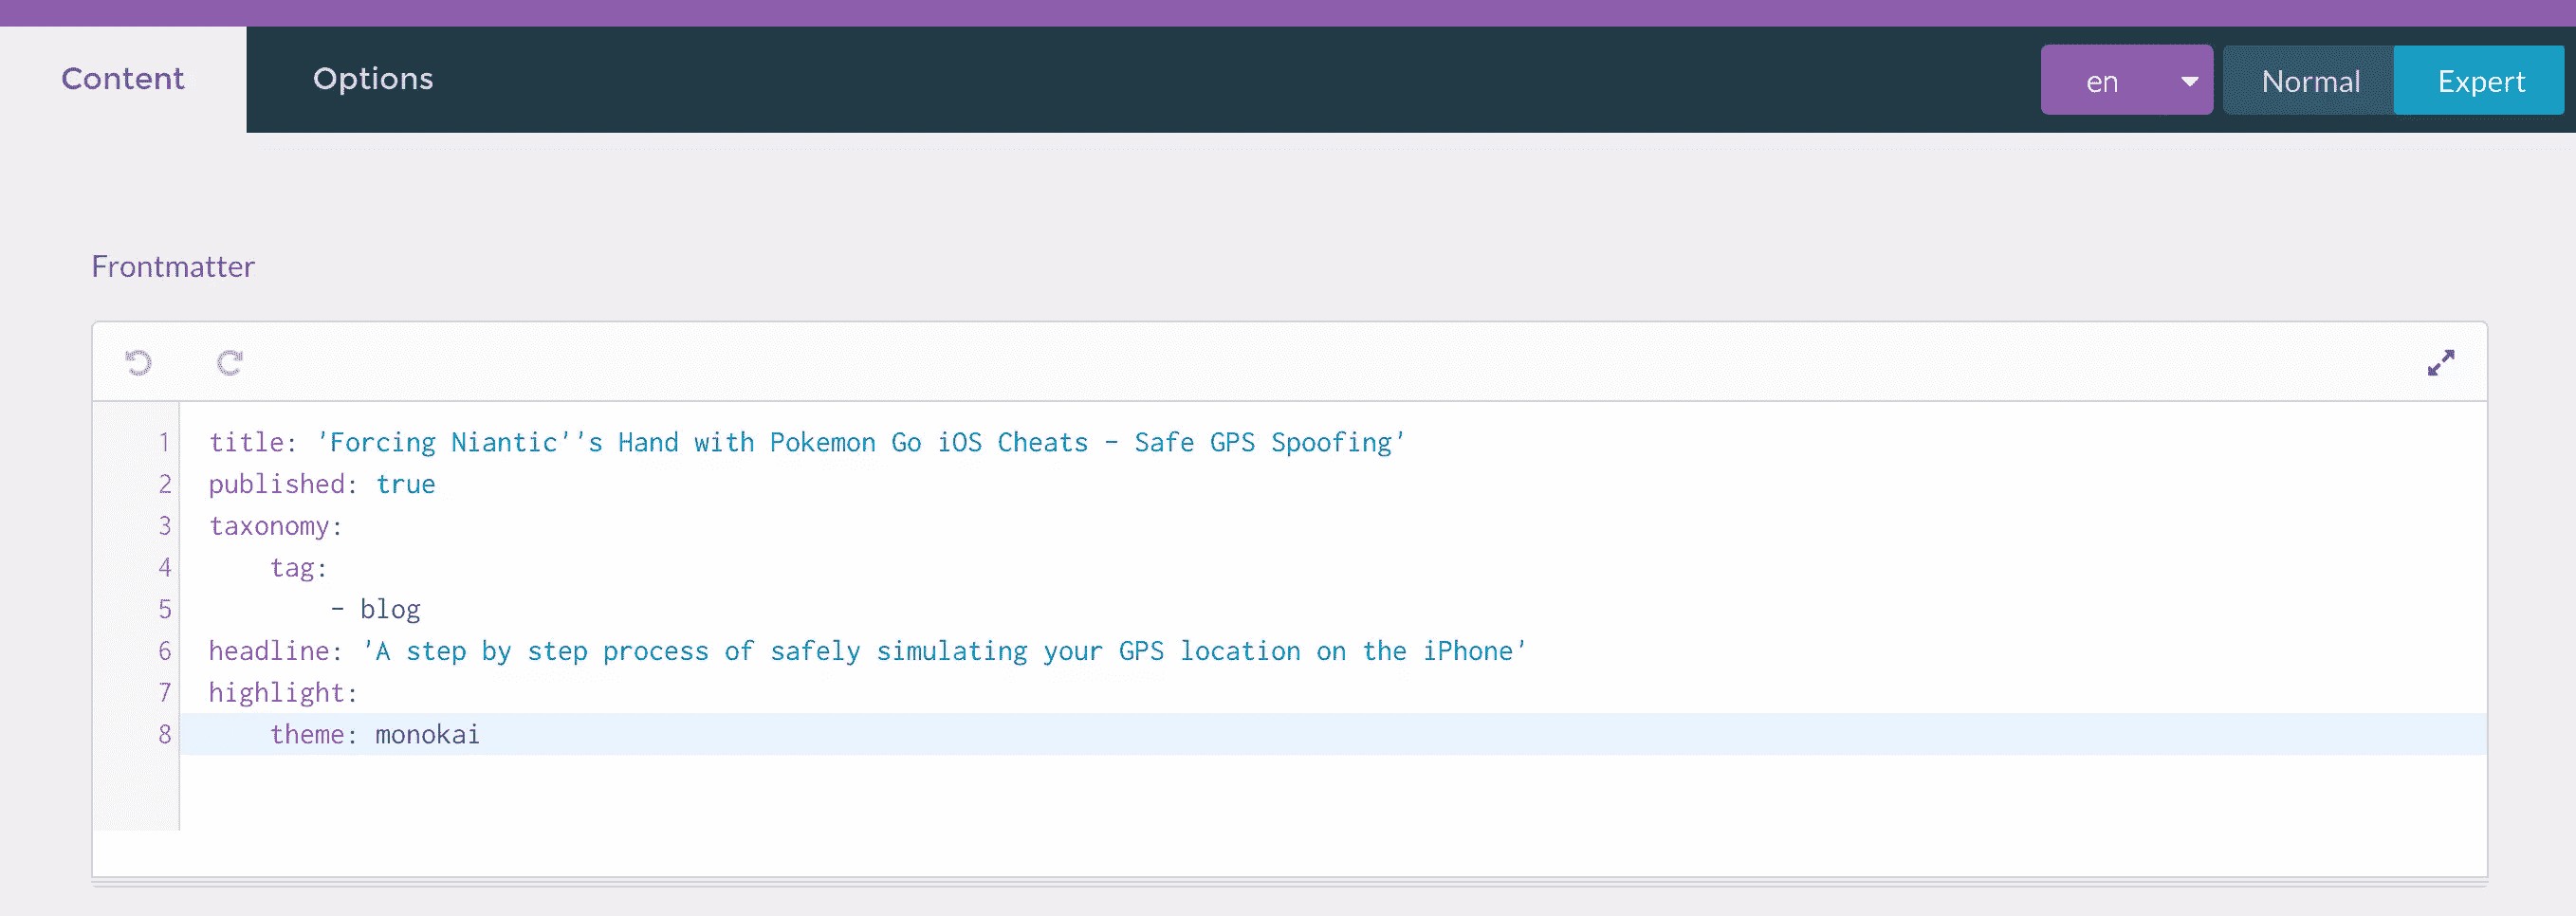 Content Options en Normal Expert
Frontmatter
1 title: 'Forcing Niantic''s Hand with Pokemon Go iOS Cheats - Safe GPS Spoofing'
2 published: true
3 taxonomy:
4     tag:
5         - blog
6 headline: 'A step by step process of safely simulating your GPS location on the iPhone'
7 highlight:
8     theme: monokai